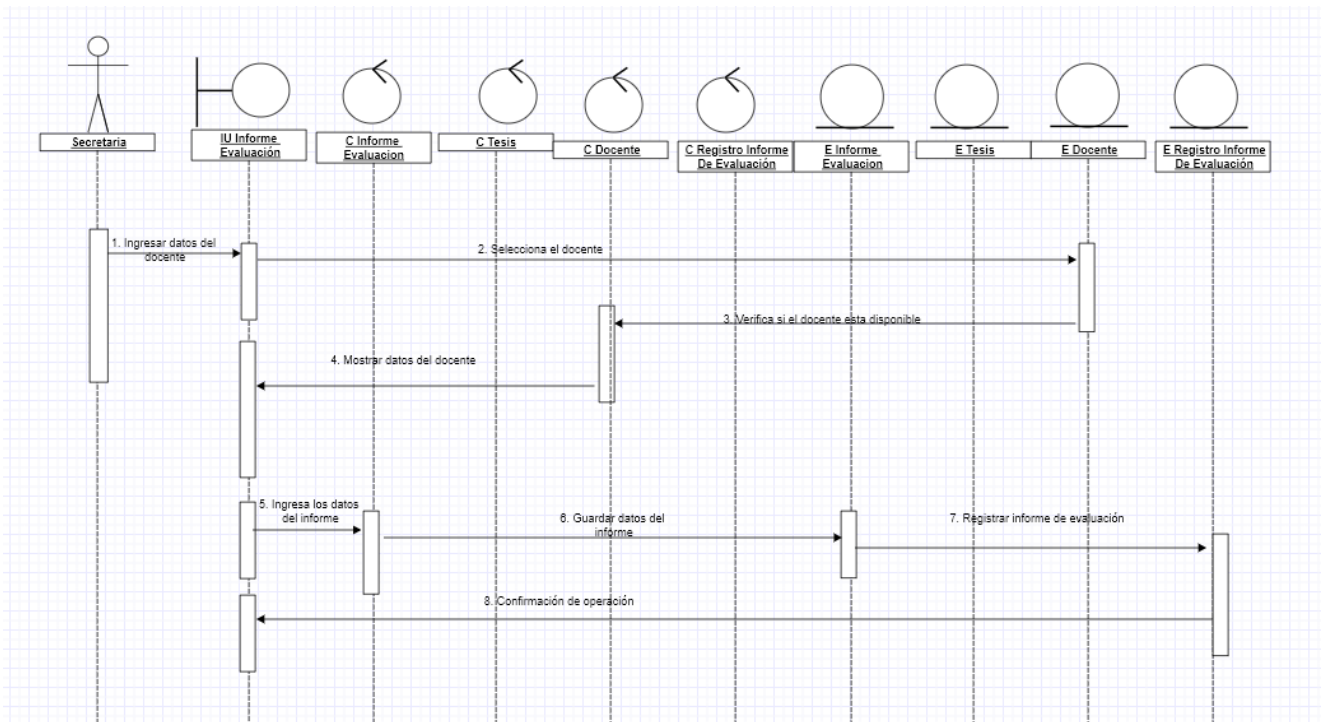 Secretaria
IU Informe
Evaluación
C Informe
Evaluacion
C Tesis
C Docente
C Registro Informe
De Evaluación
E Informe
Evaluacion
E Tesis
E Docente
E Registro Informe
De Evaluación
1. Ingresar datos del
docente
2. Selecciona el docente
3. Verifica si el docente esta disponible
4. Mostrar datos del docente
5. Ingresa los datos
del informe
6. Guardar datos del
informe
7. Registrar informe de evaluación
8. Confirmación de operación